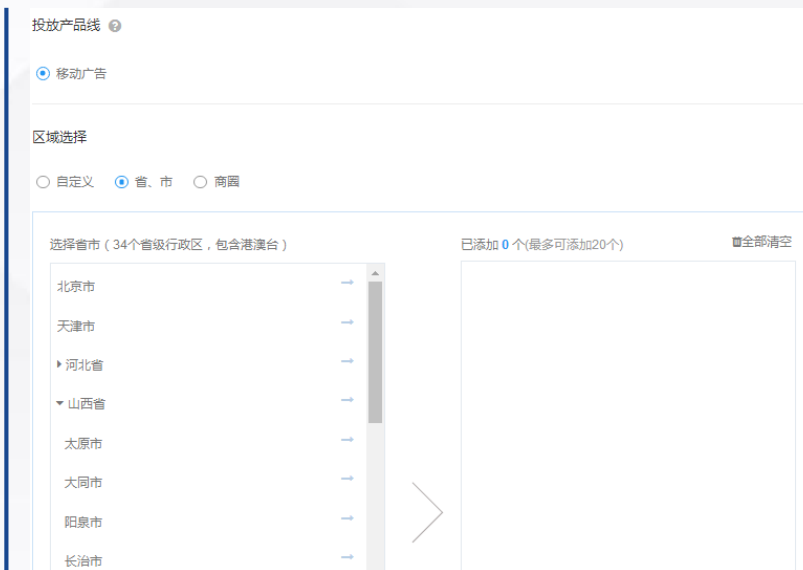 投放产品线
移动广告
区域选择
自定义 省、市 商圈
选择省市（34个省级行政区，包含港澳台）
已添加 0 个(最多可添加20个) 全部清空
北京市
天津市
河北省
山西省
太原市
大同市
阳泉市
长治市